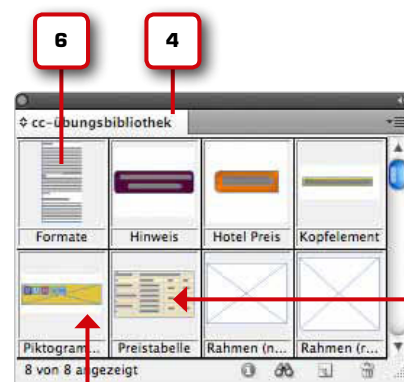 6 4
cc-übungsbibliothek
Formate Hinweis Hotel Preis Kopfelement
Piktogram... Preistabelle Rahmen (n... Rahmen (r...
8 von 8 angezeigt